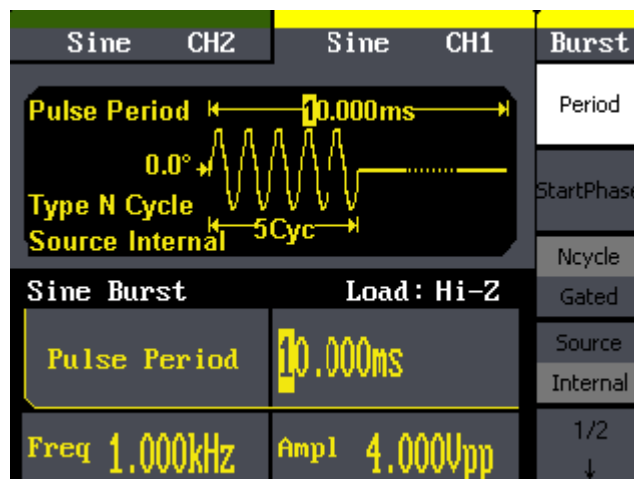 Sine CH2 Sine CH1 Burst
Pulse Period 10.000ms
0.0°
Type N Cycle
Source Internal 5Cyc
Sine Burst Load: Hi-Z
Pulse Period 10.000ms
Freq 1.000kHz Ampl 4.000Vpp
Period
StartPhase
Ncycle
Gated
Source
Internal
1/2
↓